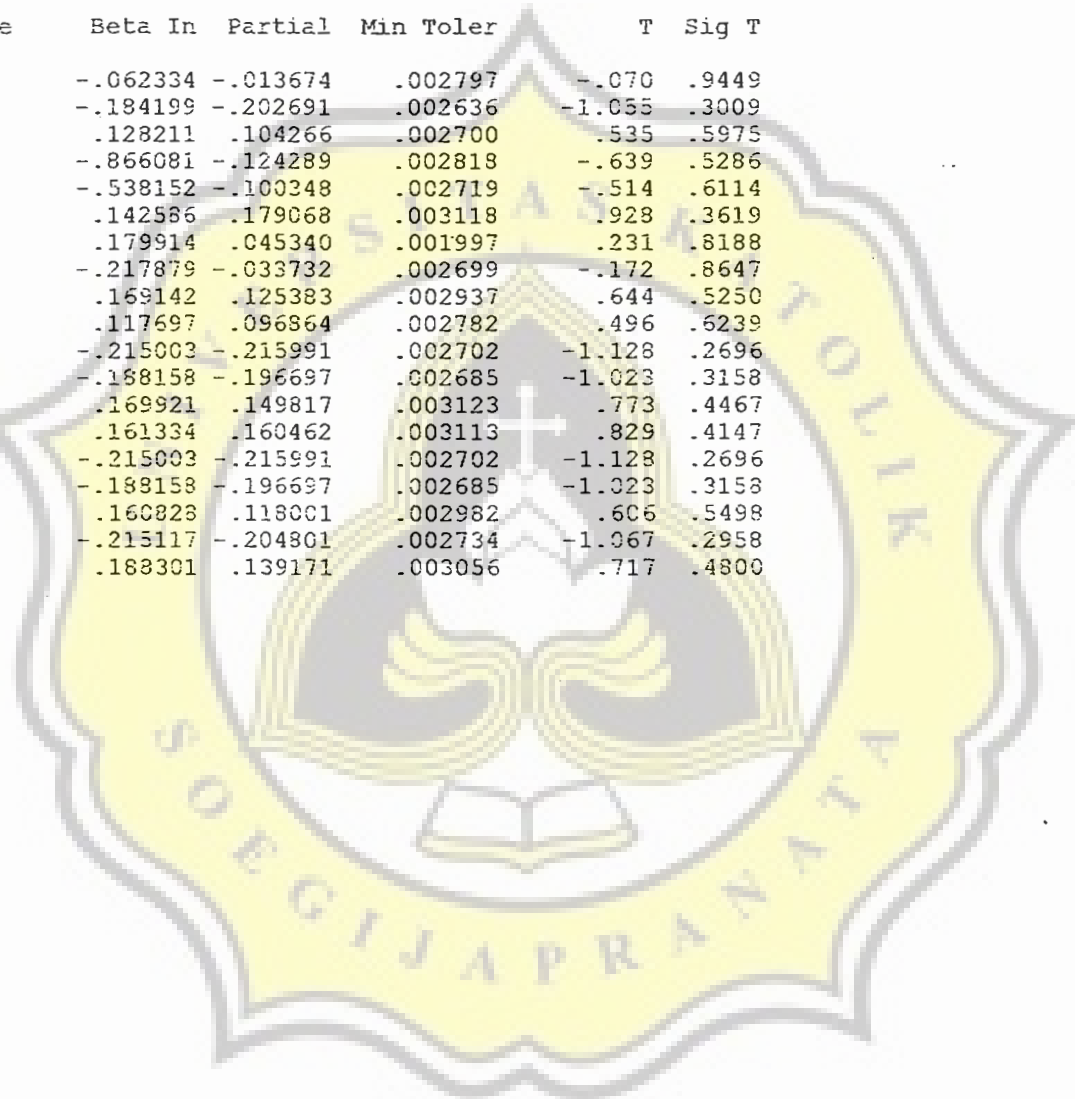 e Beta In Partial Min Toler T Sig T
-.062334 -.013674 .002797 -.070 .9449
-.184199 -.202691 .002636 -1.055 .3009
.128211 .104266 .002700 .535 .5975
-.866081 -.124289 .002818 -.639 .5286
-.538152 -.100348 .002719 -.514 .6114
.142586 .179068 .003118 .928 .3619
.179914 .045340 .001997 .231 .8188
-.217879 -.033732 .002699 -.172 .8647
.169142 .125383 .002937 .644 .5250
.117697 .096864 .002782 .496 .6239
-.215003 -.215991 .002702 -1.128 .2696
-.188158 -.196697 .002685 -1.023 .3158
.169921 .149817 .003123 .773 .4467
.161334 .160462 .003113 .829 .4147
-.215003 -.215991 .002702 -1.128 .2696
-.188158 -.196697 .002685 -1.023 .3158
.160828 .118001 .002982 .606 .5498
-.215117 -.204801 .002734 -1.067 .2958
.188301 .139171 .003056 .717 .4800
KATOLIK
SOEGIJAPRANATA